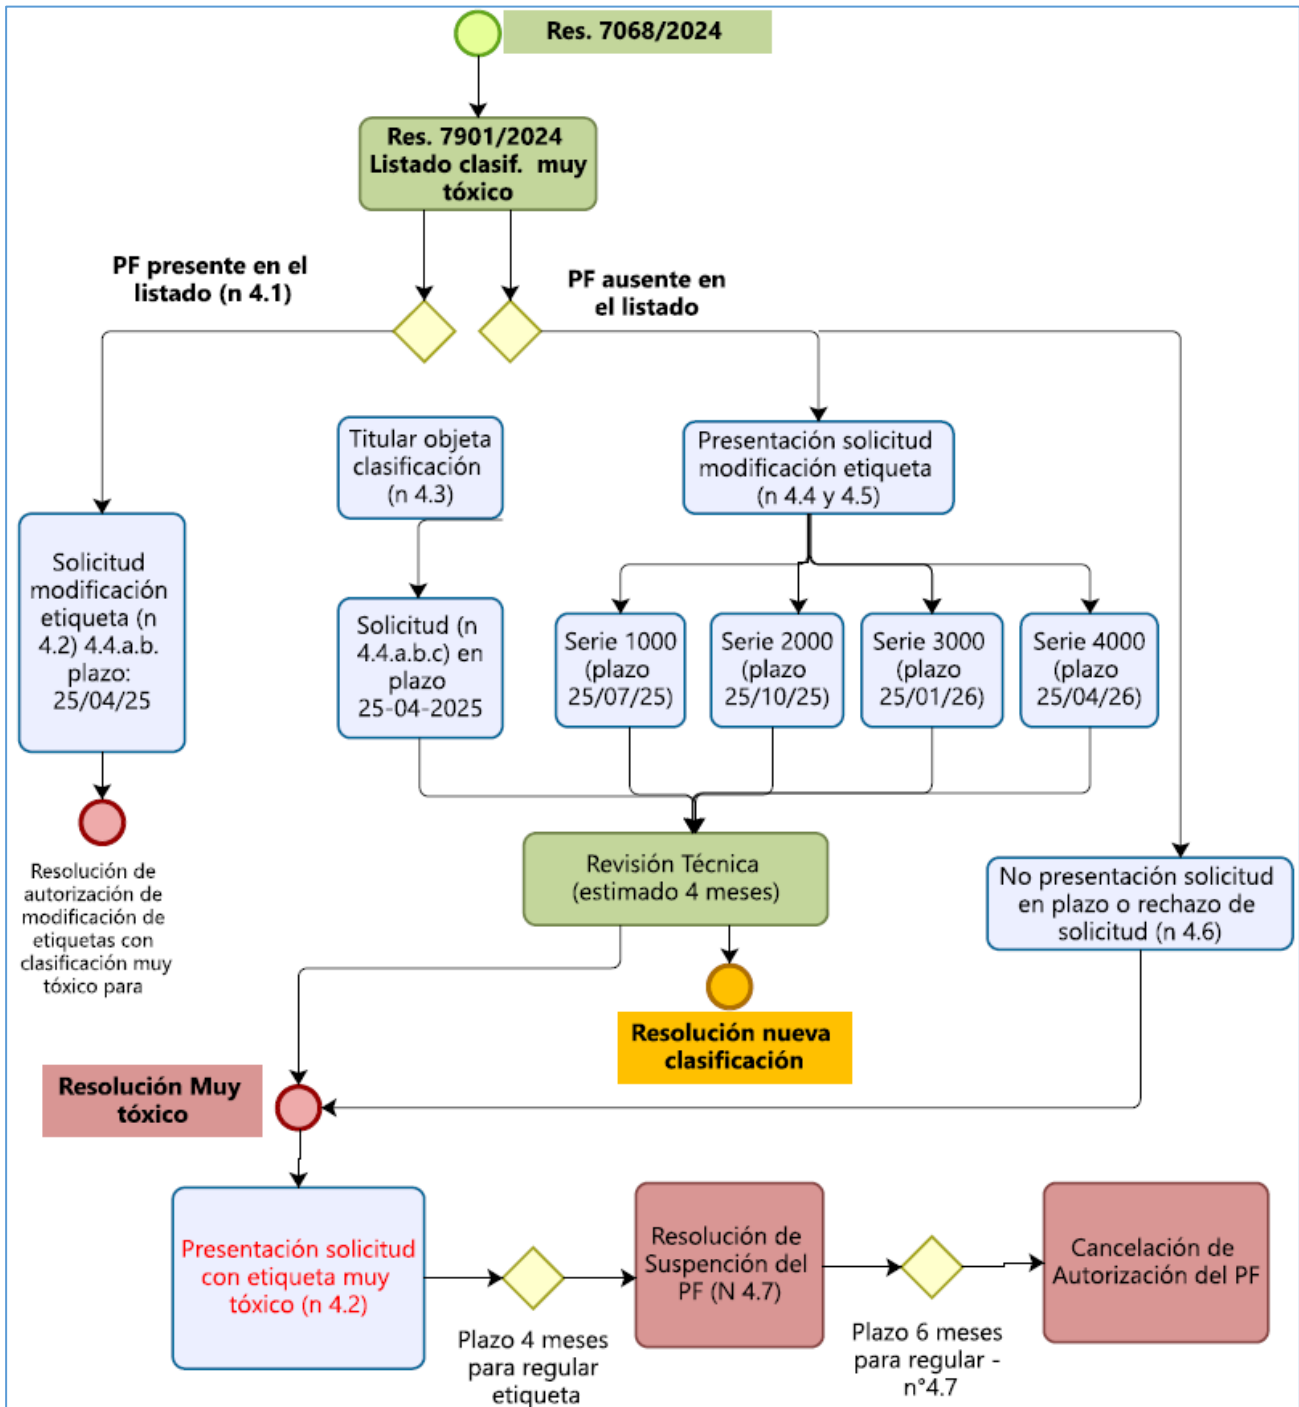 Res. 7068/2024
Res. 7901/2024
Listado clasif. muy
tóxico
PF presente en el
listado (n 4.1)
PF ausente en
el listado
Titular objeta
clasificación
(n 4.3)
Presentación solicitud
modificación etiqueta
(n 4.4 y 4.5)
Solicitud
modificación
etiqueta (n
4.2) 4.4.a.b.
plazo:
25/04/25
Solicitud (n
4.4.a.b.c) en
plazo
25-04-2025
Serie 1000
(plazo
25/07/25)
Serie 2000
(plazo
25/10/25)
Serie 3000
(plazo
25/01/26)
Serie 4000
(plazo
25/04/26)
Resolución de
autorización de
modificación de
etiquetas con
clasificación muy
tóxico para
Revisión Técnica
(estimado 4 meses)
No presentación solicitud
en plazo o rechazo de
solicitud (n 4.6)
Resolución nueva
clasificación
Resolución Muy
tóxico
Presentación solicitud
con etiqueta muy
tóxico (n 4.2)
Plazo 4 meses
para regular
etiqueta
Resolución de
Suspención del
PF (N 4.7)
Plazo 6 meses
para regular -
n°4.7
Cancelación de
Autorización del PF